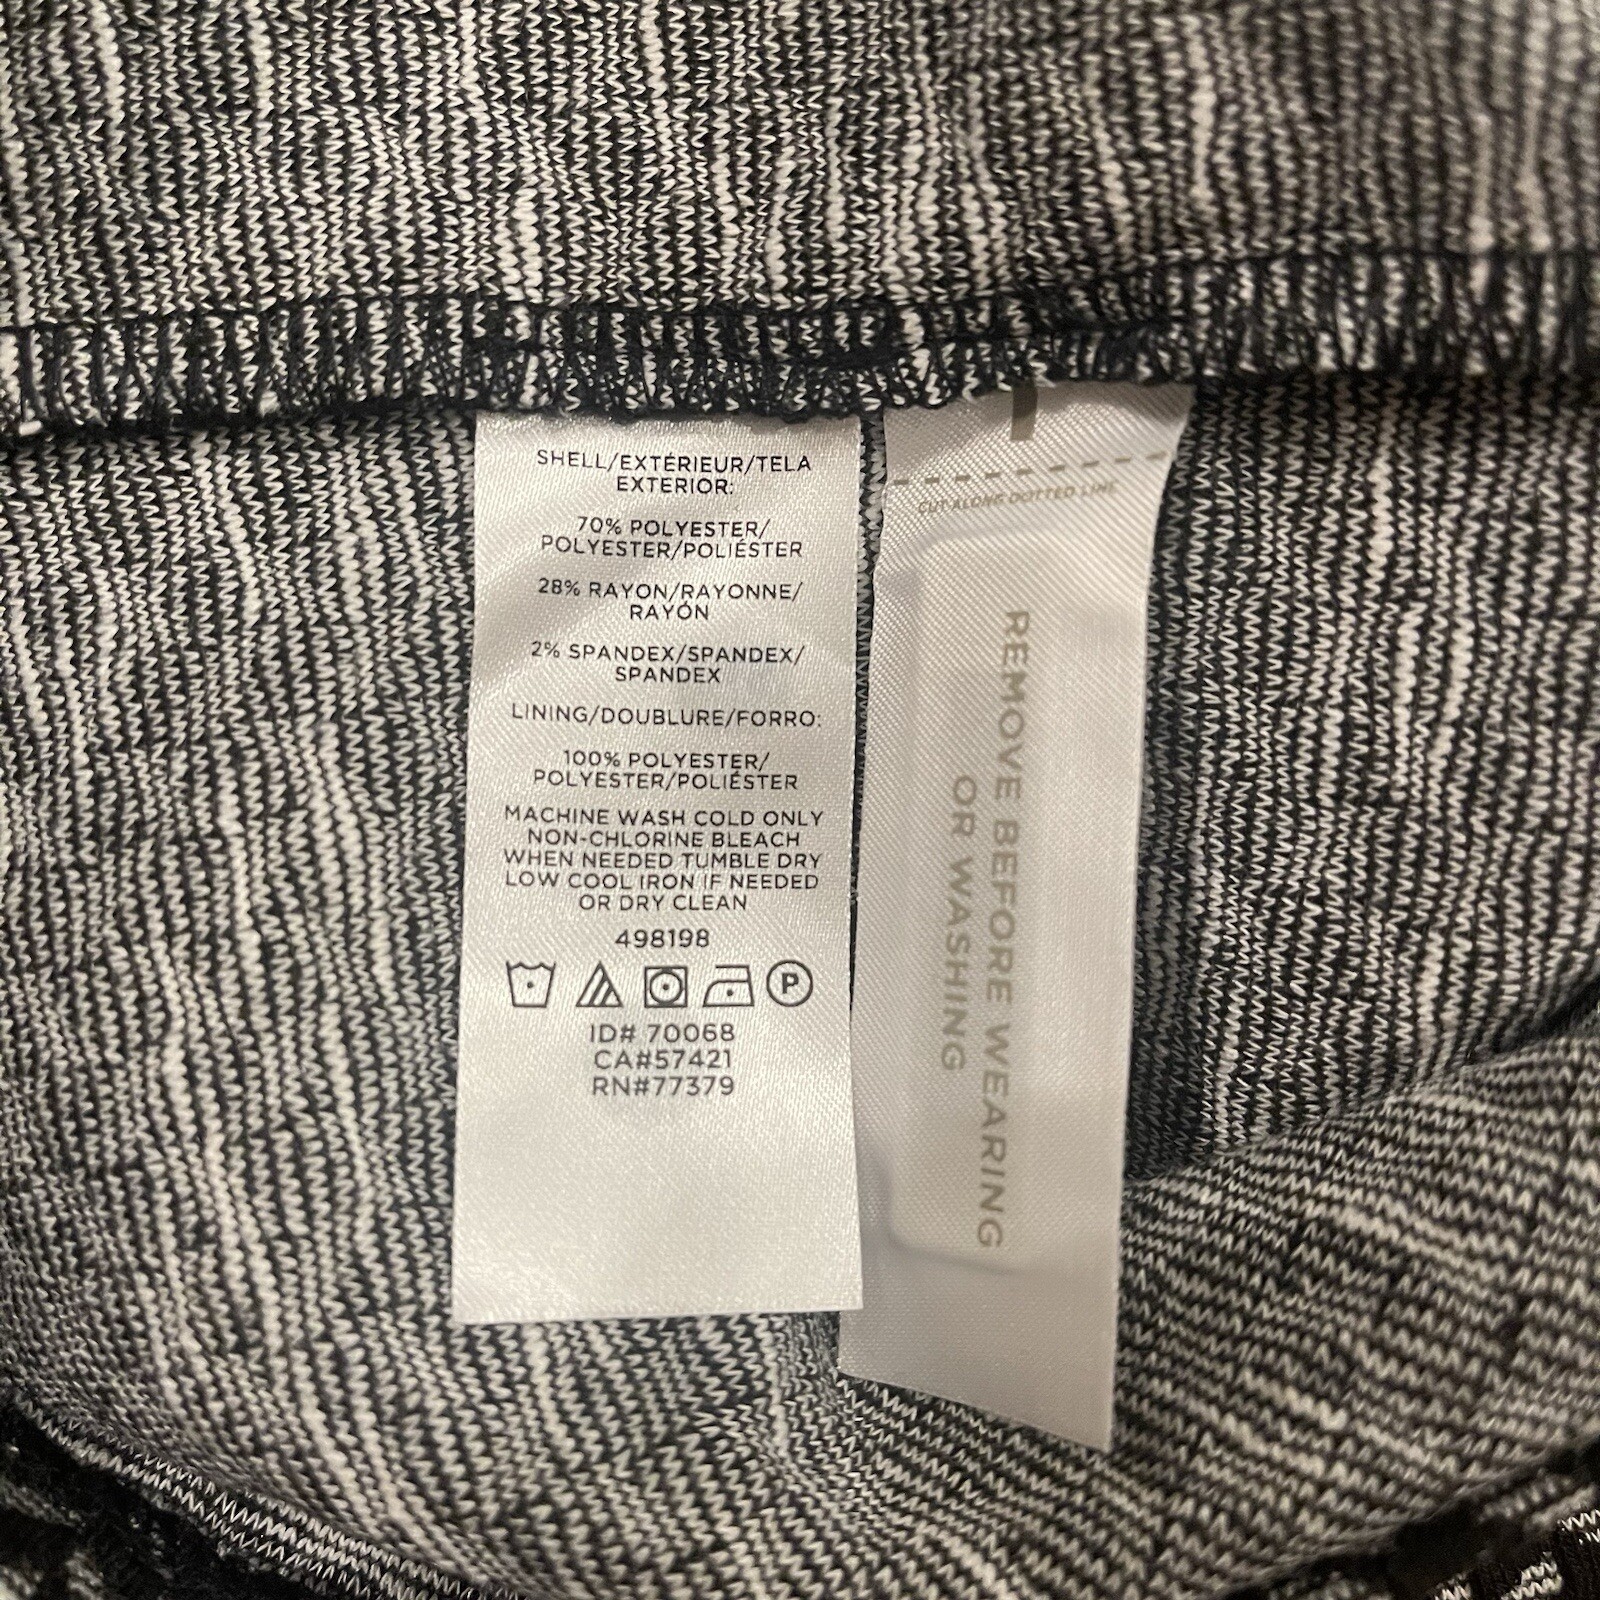 SHELL/EXTÉRIEUR/TELA
EXTERIOR:
70% POLYESTER/
POLYESTER/POLIÉSTER
28% RAYON/RAYONNE/
RAYÓN
2% SPANDEX/SPANDEX/
SPANDEX
LINING/DOUBLURE/FORRO:
100% POLYESTER/
POLYESTER/POLIÉSTER
MACHINE WASH COLD ONLY
NON-CHLORINE BLEACH
WHEN NEEDED TUMBLE DRY
LOW COOL IRON IF NEEDED
OR DRY CLEAN
498198
P
ID# 70068
CA#57421
RN#77379
CUT ALONG DOTTED LINE
REMOVE BEFORE WEARING
OR WASHING